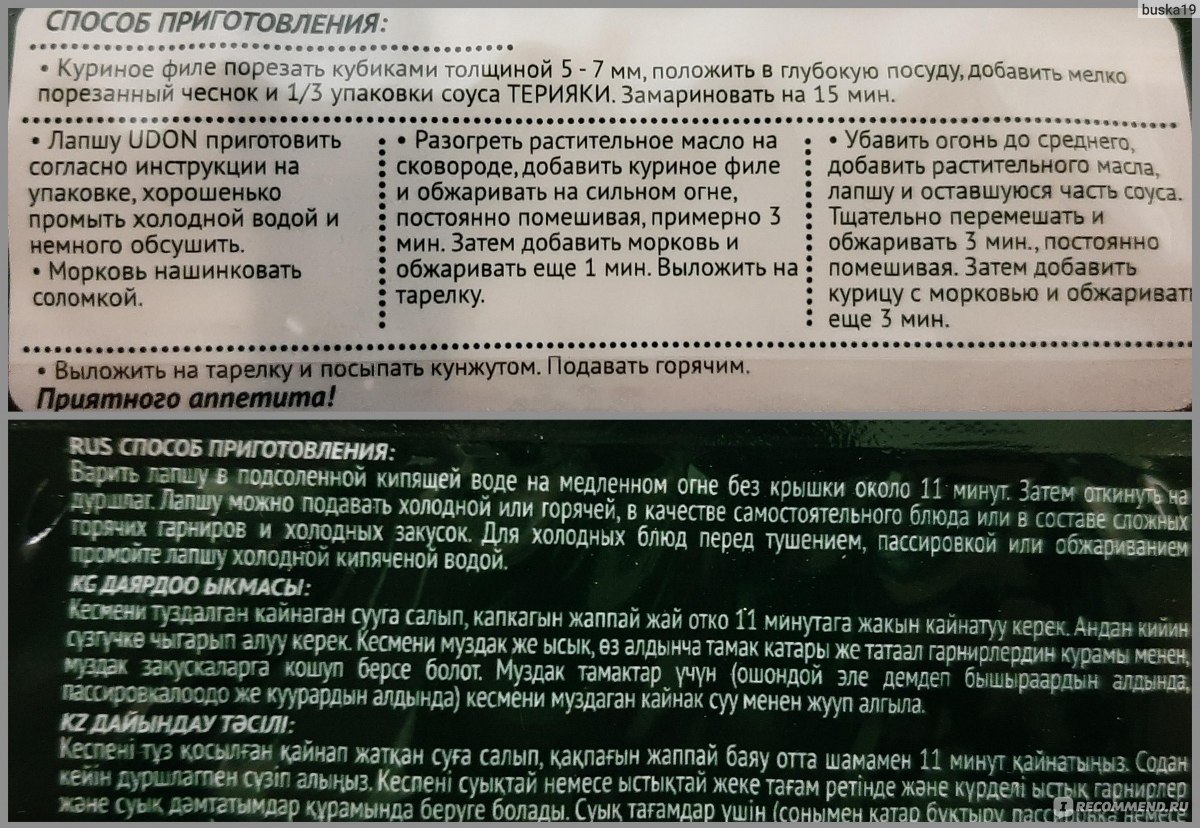 buska19
СПОСОБ ПРИГОТОВЛЕНИЯ:
• Куриное филе порезать кубиками толщиной 5 - 7 мм, положить в глубокую посуду, добавить мелко
порезанный чеснок и 1/3 упаковки соуса ТЕРИЯКИ. Замариновать на 15 мин.
• Лапшу UDON приготовить
согласно инструкции на
упаковке, хорошенько
промыть холодной водой и
немного обсушить.
• Морковь нашинковать
соломкой.
• Разогреть растительное масло на
сковороде, добавить куриное филе
и обжаривать на сильном огне,
постоянно помешивая, примерно 3
мин. Затем добавить морковь и
обжаривать еще 1 мин. Выложить на
тарелку.
• Убавить огонь до среднего,
добавить растительного масла,
лапшу и оставшуюся часть соуса.
Тщательно перемешать и
обжаривать 3 мин., постоянно
помешивая. Затем добавить
курицу с морковью и обжаривать
еще 3 мин.
• Выложить на тарелку и посыпать кунжутом. Подавать горячим.
Приятного аппетита!
RUS СПОСОБ ПРИГОТОВЛЕНИЯ:
Варить лапшу в подсоленной кипящей воде на медленном огне без крышки около 11 минут. Затем откинуть на
дуршлаг. Лапшу можно подавать холодной или горячей, в качестве самостоятельного блюда или в составе сложных
горячих гарниров и холодных закусок. Для холодных блюд перед тушением, пассировкой или обжариванием
промойте лапшу холодной кипяченой водой.
KG ДАЯРДОО ЫКМАСЫ:
Кесмени туздалган кайнаган сууга салып, капкагын жаппай жай отко 11 минутага жакын кайнатуу керек. Андан кийин
сүзгүчкө чыгарып алуу керек. Кесмени муздак же ысык, өз алдынча тамак катары же татаал гарнирлердин курамы менен,
муздак закускаларга кошуп берсе болот. Муздак тамактар үчүн (ошондой эле демдеп бышыраардын алдында,
пассировкалоодо же куурардын алдында) кесмени муздаган кайнак суу менен жууп алгыла.
KZ ДАЙЫНДАУ ТӘСІЛІ:
Кеспені тұз қосылған қайнап жатқан суға салып, қақпағын жаппай баяу отта шамамен 11 минут қайнатыңыз. Содан
кейін дуршлагпен сүзіп алыңыз. Кеспені суықтай немесе ыстықтай жеке тағам ретінде және күрделі ыстық гарнирлер
және суық дәмтатымдар құрамында беруге болады. Суық тағамдар үшін (сонымен қатар бұқтыру, пассировка немесе
RECOMMEND.RU